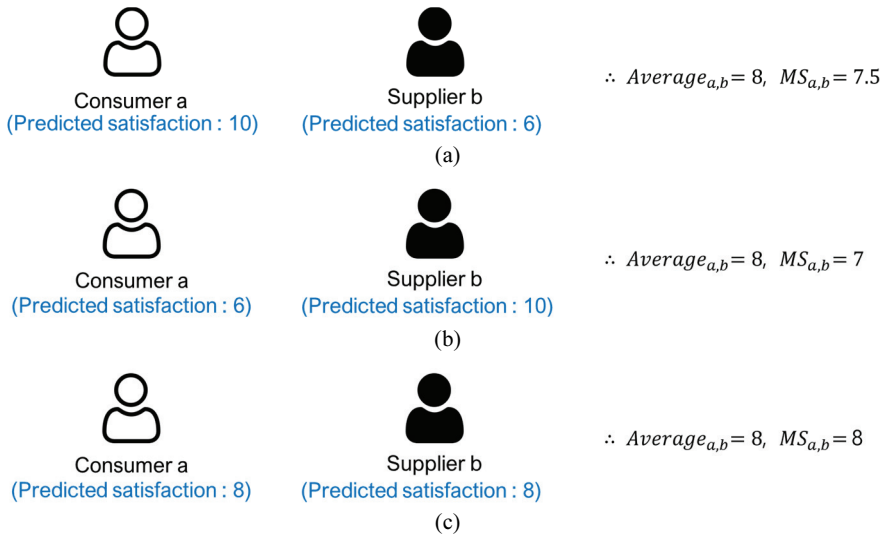 Consumer a
(Predicted satisfaction : 10)
Supplier b
(Predicted satisfaction : 6)
∴ Average_{a,b} = 8, MS_{a,b} = 7.5
(a)
Consumer a
(Predicted satisfaction : 6)
Supplier b
(Predicted satisfaction : 10)
∴ Average_{a,b} = 8, MS_{a,b} = 7
(b)
Consumer a
(Predicted satisfaction : 8)
Supplier b
(Predicted satisfaction : 8)
∴ Average_{a,b} = 8, MS_{a,b} = 8
(c)